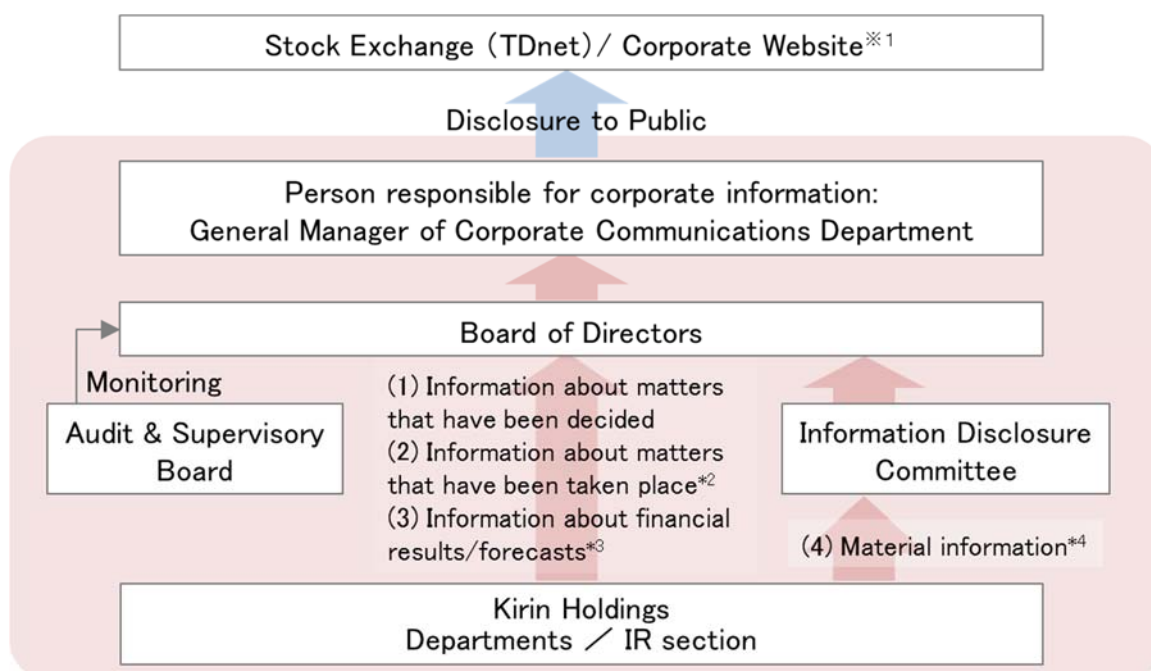 Stock Exchange (TDnet)/ Corporate Website※1
Disclosure to Public
Person responsible for corporate information:
General Manager of Corporate Communications Department
Board of Directors
Monitoring
Audit & Supervisory
Board
(1) Information about matters
that have been decided
(2) Information about matters
that have been taken place*2
(3) Information about financial
results/forecasts*3
Information Disclosure
Committee
(4) Material information*4
Kirin Holdings
Departments ／ IR section